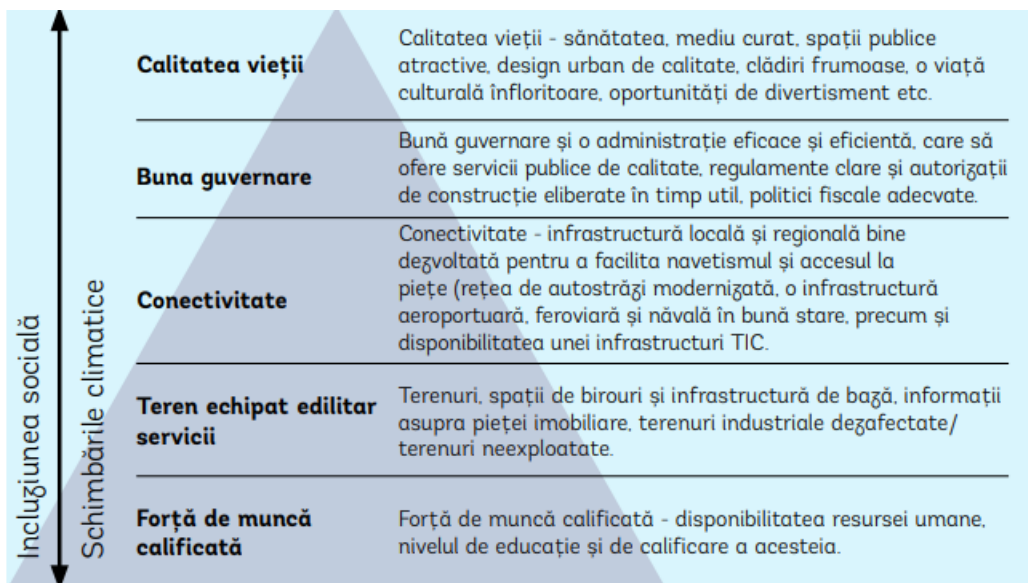 Incluziunea socială
Schimbările climatice
Calitatea vieții
Calitatea vieții - sănătatea, mediu curat, spații publice
atractive, design urban de calitate, clădiri frumoase, o viață
culturală înfloritoare, oportunități de divertisment etc.
Buna guvernare
Bună guvernare și o administrație eficace și eficientă, care să
ofere servicii publice de calitate, regulamente clare și autorizații
de construcție eliberate în timp util, politici fiscale adecvate.
Conectivitate
Conectivitate - infrastructură locală și regională bine
dezvoltată pentru a facilita navetismul și accesul la
piețe (rețea de autostrăzi modernizată, o infrastructură
aeroportuară, feroviară și năvală în bună stare, precum și
disponibilitatea unei infrastructuri TIC.
Teren echipat edilitar
servicii
Terenuri, spații de birouri și infrastructură de bază, informații
asupra pieței imobiliare, terenuri industriale dezafectate/
terenuri neexploatate.
Forță de muncă
calificată
Forță de muncă calificată - disponibilitatea resursei umane,
nivelul de educație și de calificare a acesteia.